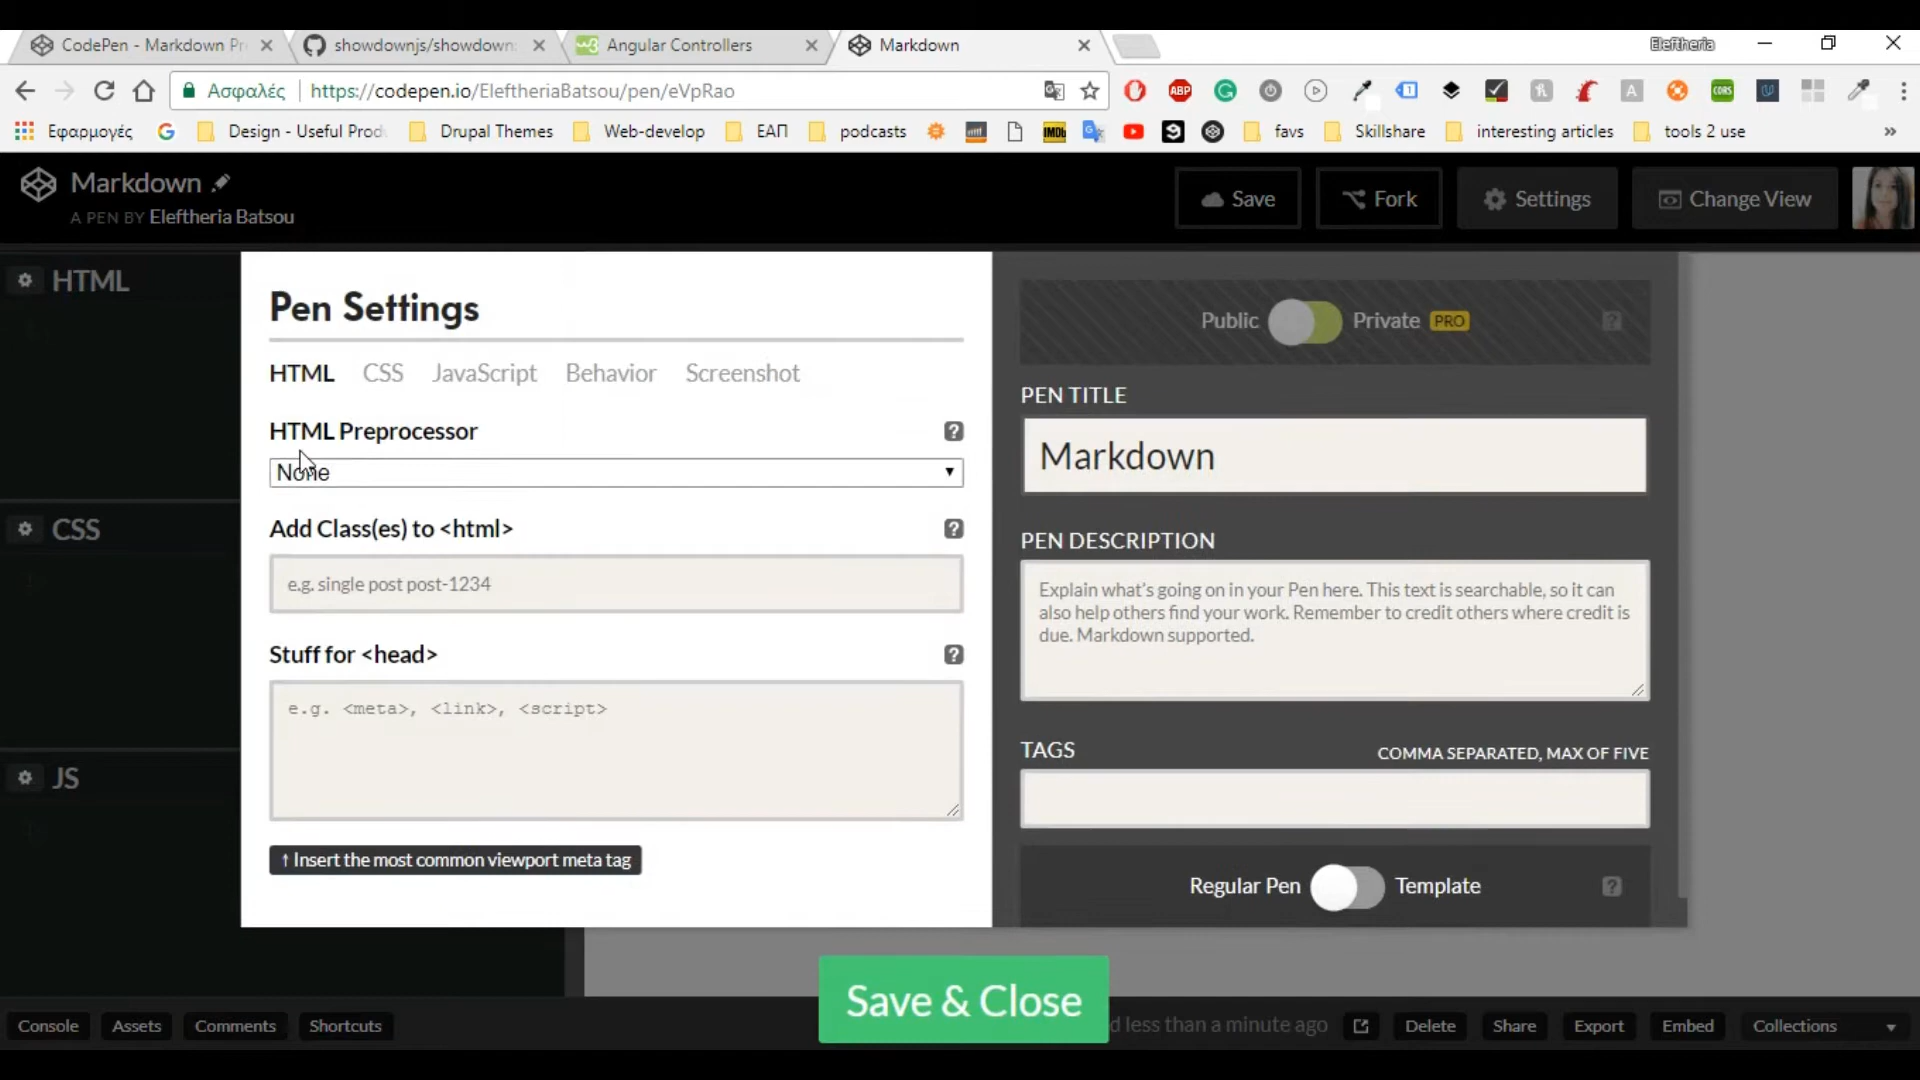 CodePen - Markdown Pr
showdownjs/showdown:
Angular Controllers
Markdown
Eleftheria
Ασφαλές
https://codepen.io/EleftheriaBatsou/pen/eVpRao
ABP
CORS
Εφαρμογές
Design - Useful Prod
Drupal Themes
Web-develop
ΕΑΠ
podcasts
IMDb
favs
Skillshare
interesting articles
tools 2 use
»
Markdown
A PEN BY Eleftheria Batsou
Save
Fork
Settings
Change View
HTML
CSS
JS
Pen Settings
HTML
CSS
JavaScript
Behavior
Screenshot
HTML Preprocessor
?
None
Add Class(es) to <html>
?
e.g. single post post-1234
Stuff for <head>
?
e.g. <meta>, <link>, <script>
↑ Insert the most common viewport meta tag
Public
Private PRO
?
PEN TITLE
Markdown
PEN DESCRIPTION
Explain what's going on in your Pen here. This text is searchable, so it can
also help others find your work. Remember to credit others where credit is
due. Markdown supported.
TAGS
COMMA SEPARATED, MAX OF FIVE
Regular Pen
Template
?
Save & Close
Console
Assets
Comments
Shortcuts
d less than a minute ago
Delete
Share
Export
Embed
Collections